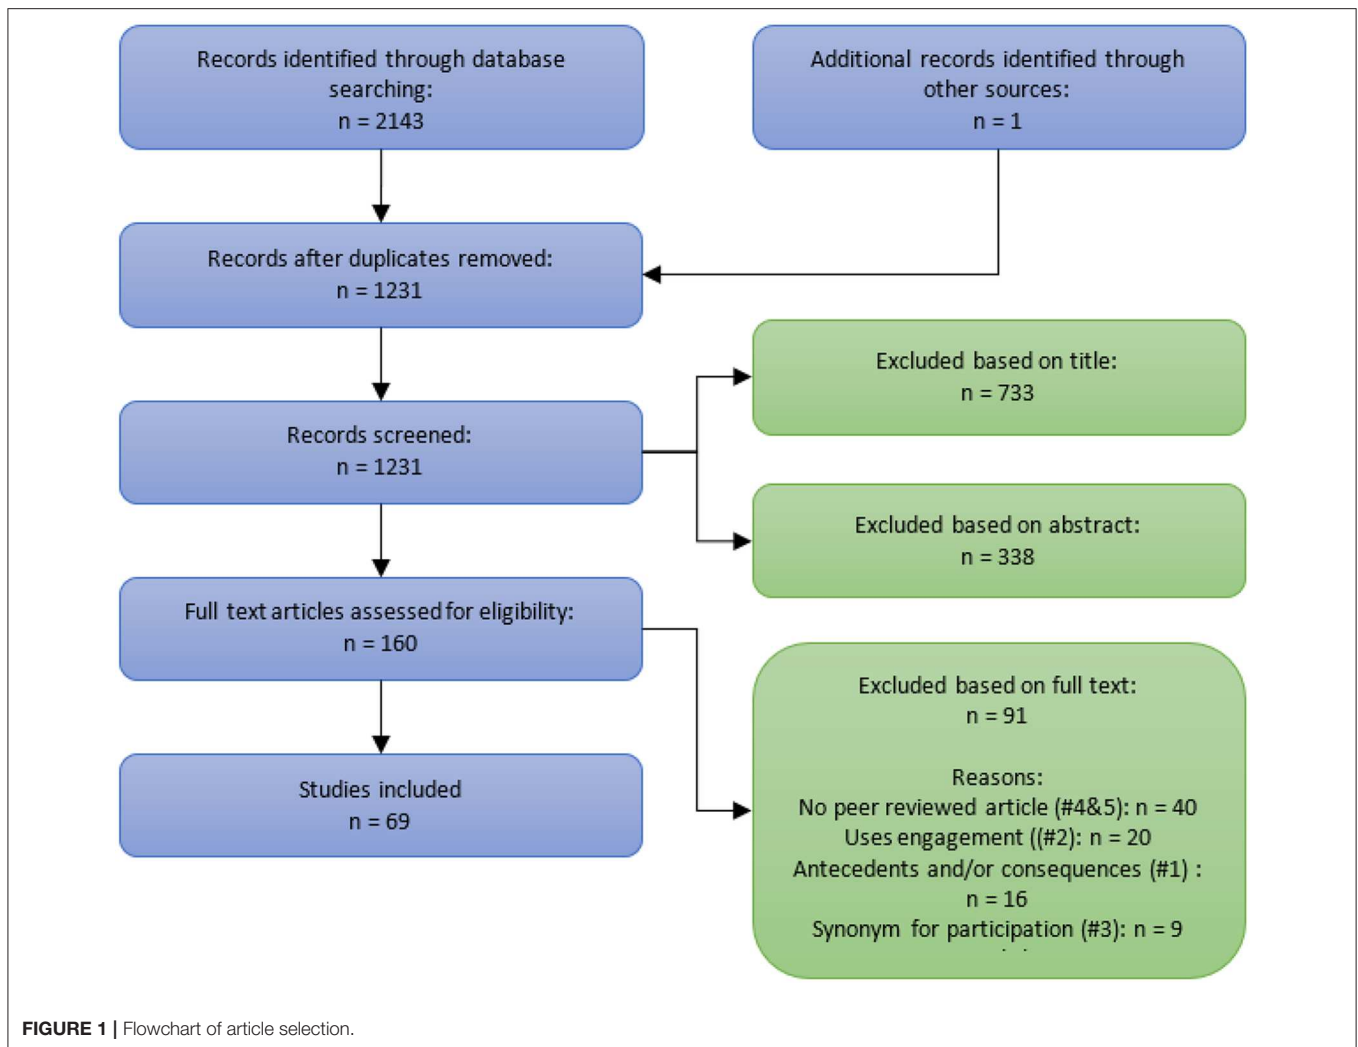 Records identified through database
searching:
n = 2143
Additional records identified through
other sources:
n = 1
Records after duplicates removed:
n = 1231
Excluded based on title:
n = 733
Records screened:
n = 1231
Excluded based on abstract:
n = 338
Full text articles assessed for eligibility:
n = 160
Excluded based on full text:
n = 91
Reasons:
No peer reviewed article (#4&5): n = 40
Uses engagement ((#2): n = 20
Antecedents and/or consequences (#1) :
n = 16
Synonym for participation (#3): n = 9
Studies included
n = 69
FIGURE 1 | Flowchart of article selection.